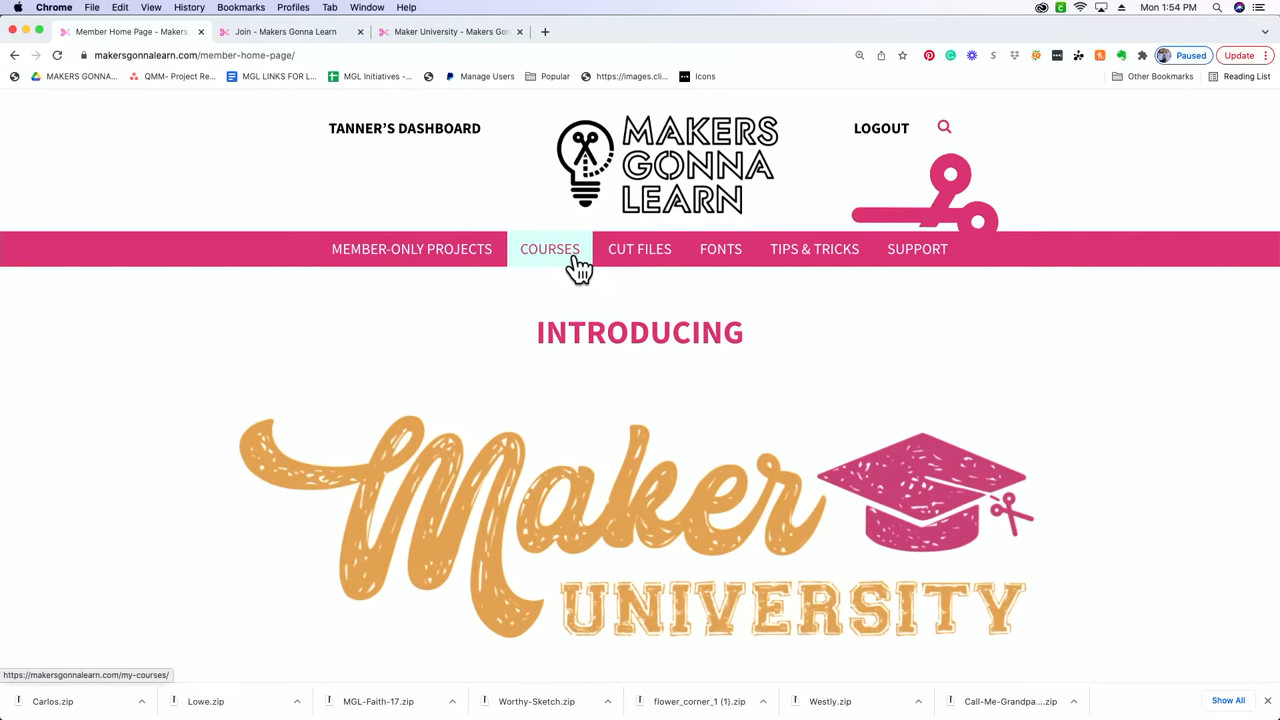 Chrome File Edit View History Bookmarks Profiles Tab Window Help Mon 1:54 PM
Member Home Page - Makers Join - Makers Gonna Learn Maker University - Makers Gon
makersgonnalearn.com/member-home-page/ Paused Update
MAKERS GONNA... QMM- Project Re... MGL LINKS FOR L... MGL Initiatives -... Manage Users Popular https://images.cli... Icons Other Bookmarks Reading List
TANNER'S DASHBOARD
MAKERS
GONNA
LEARN
LOGOUT
MEMBER-ONLY PROJECTS COURSES CUT FILES FONTS TIPS & TRICKS SUPPORT
INTRODUCING
Maker
UNIVERSITY
https://makersgonnalearn.com/my-courses/
Carlos.zip Lowe.zip MGL-Faith-17.zip Worthy-Sketch.zip flower_corner_1 (1).zip Westly.zip Call-Me-Grandpa....zip Show All